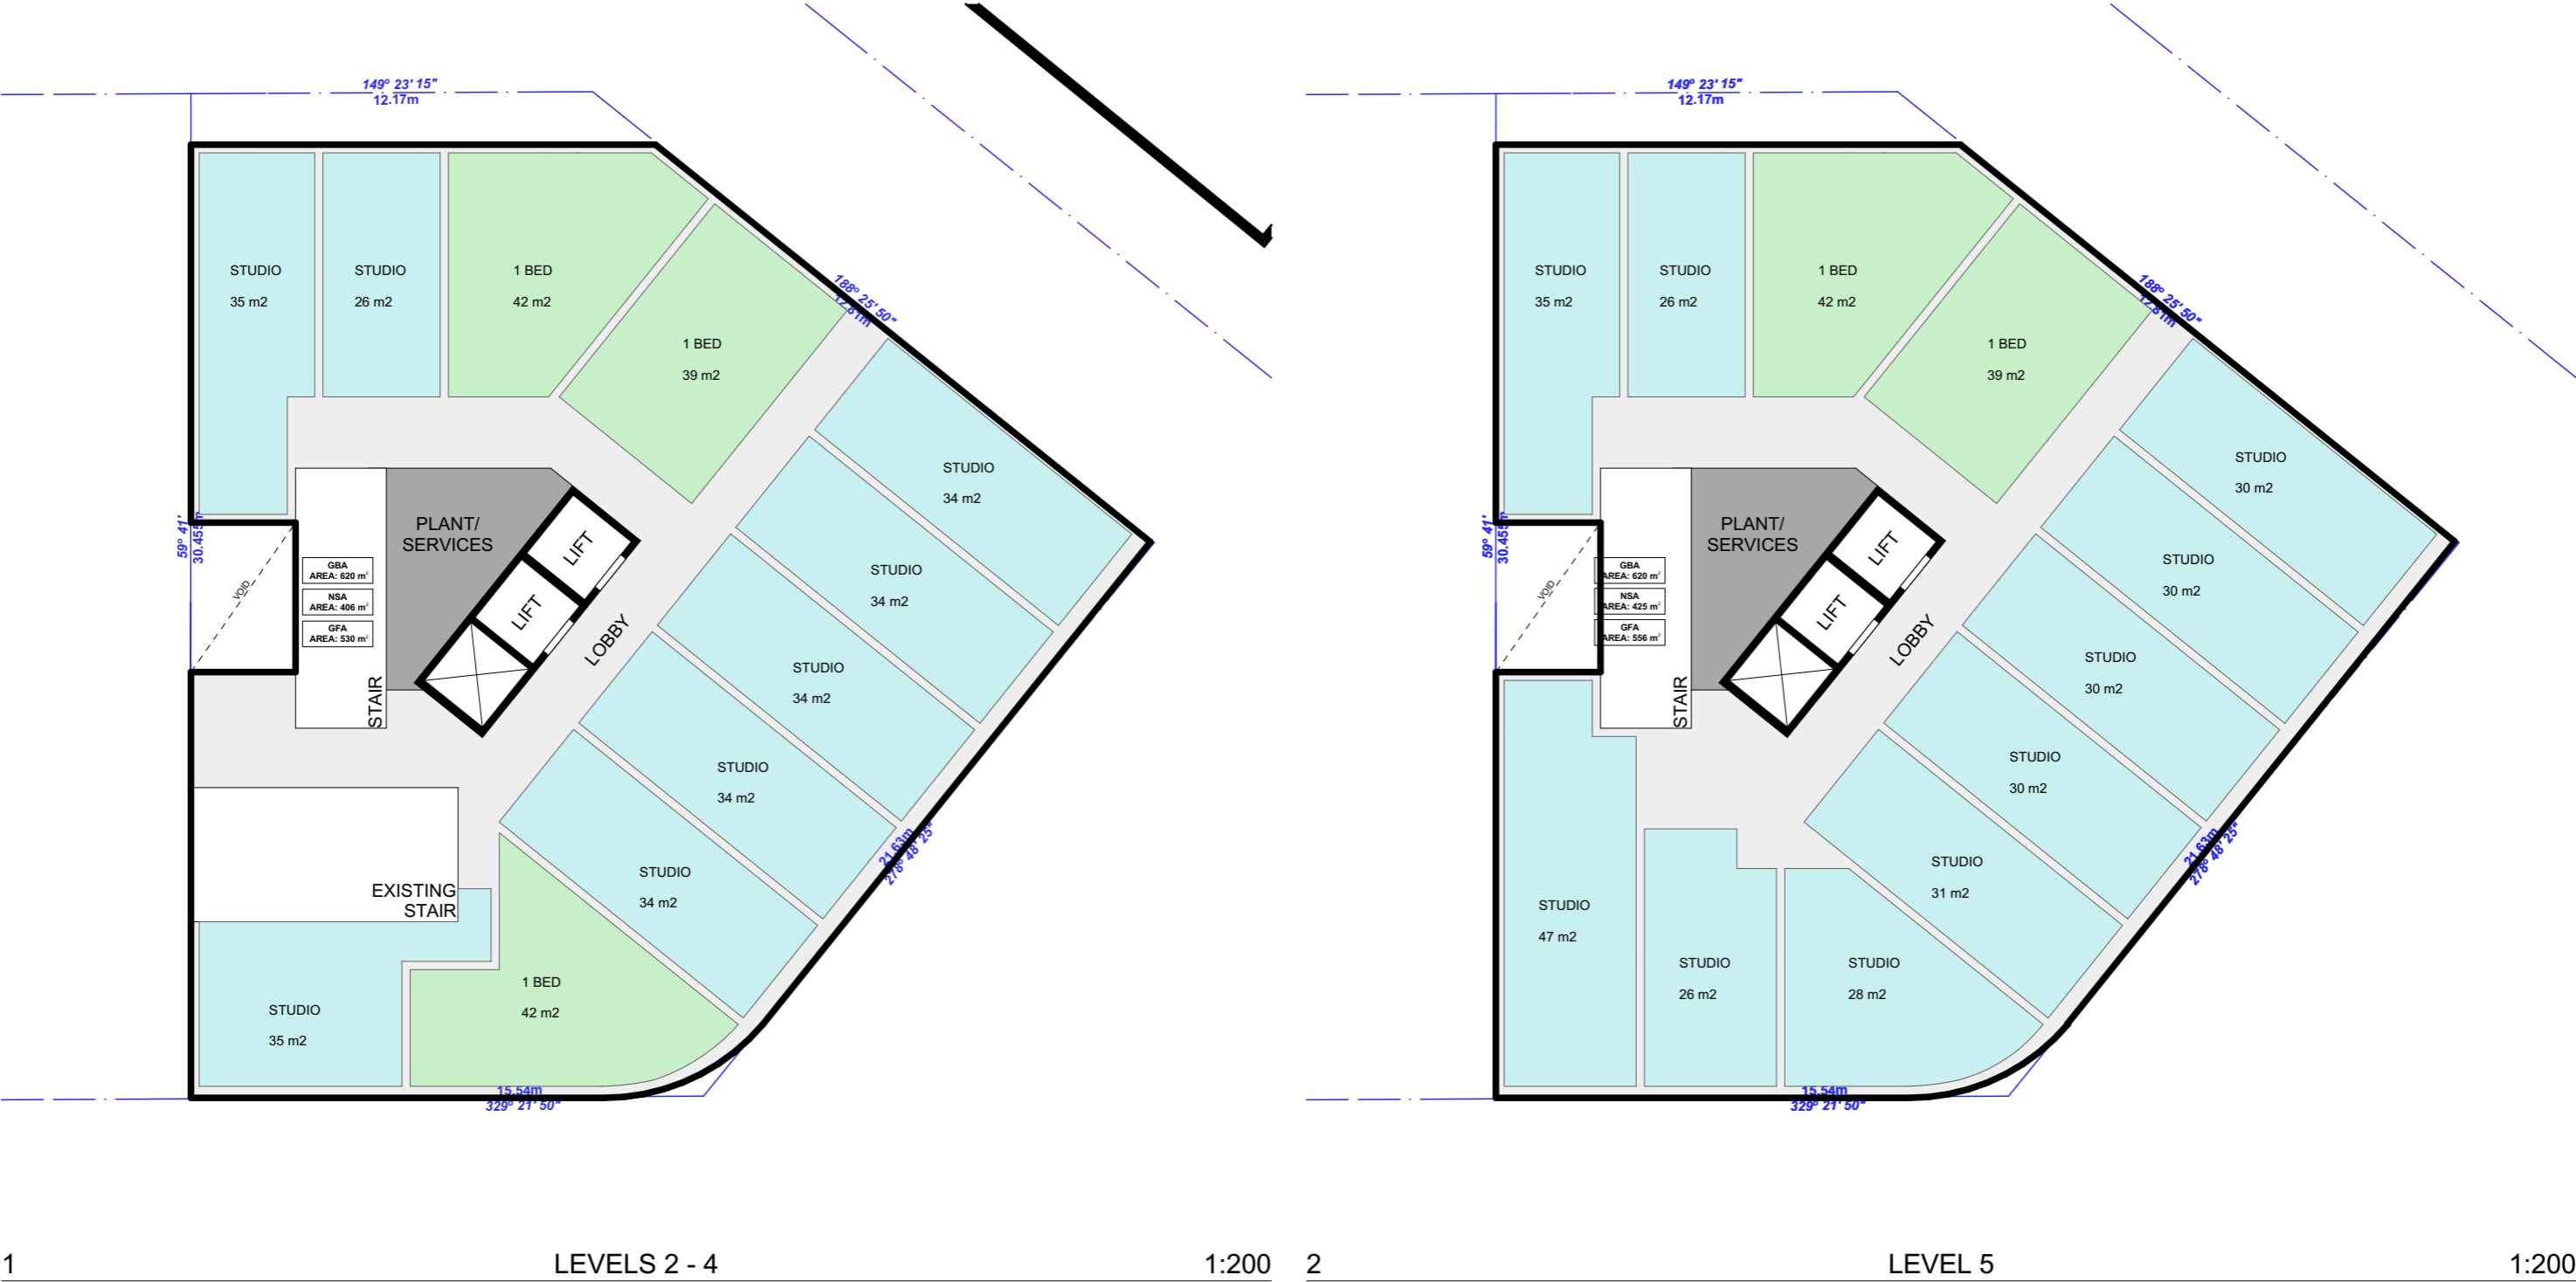 149° 23' 15"
12.17m
STUDIO
35 m2
STUDIO
26 m2
1 BED
42 m2
1 BED
39 m2
188° 25' 50"
12.81m
STUDIO
34 m2
STUDIO
34 m2
STUDIO
34 m2
STUDIO
34 m2
STUDIO
34 m2
PLANT/
SERVICES
LIFT
LIFT
LOBBY
59° 41'
30.455m
VOID
GBA
AREA: 620 m²
NSA
AREA: 406 m²
GFA
AREA: 530 m²
STAIR
EXISTING
STAIR
1 BED
42 m2
STUDIO
35 m2
21.63m
278° 48' 25"
15.54m
329° 21' 50"
1
LEVELS 2 - 4
1:200
149° 23' 15"
12.17m
STUDIO
35 m2
STUDIO
26 m2
1 BED
42 m2
1 BED
39 m2
188° 25' 50"
12.81m
STUDIO
30 m2
STUDIO
30 m2
STUDIO
30 m2
STUDIO
30 m2
STUDIO
31 m2
PLANT/
SERVICES
LIFT
LIFT
LOBBY
59° 41'
30.455m
VOID
GBA
AREA: 620 m²
NSA
AREA: 425 m²
GFA
AREA: 556 m²
STAIR
STUDIO
47 m2
STUDIO
26 m2
STUDIO
28 m2
21.63m
278° 48' 25"
15.54m
329° 21' 50"
2
LEVEL 5
1:200